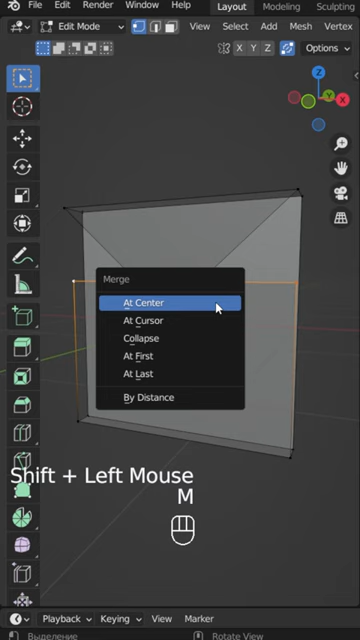 File Edit Render Window Help Layout Modeling Sculpting
Edit Mode View Select Add Mesh Vertex
X Y Z Options
Z
Y X
Merge
At Center
At Cursor
Collapse
At First
At Last
By Distance
Shift + Left Mouse
M
Playback Keying View Marker
Выделение Rotate View